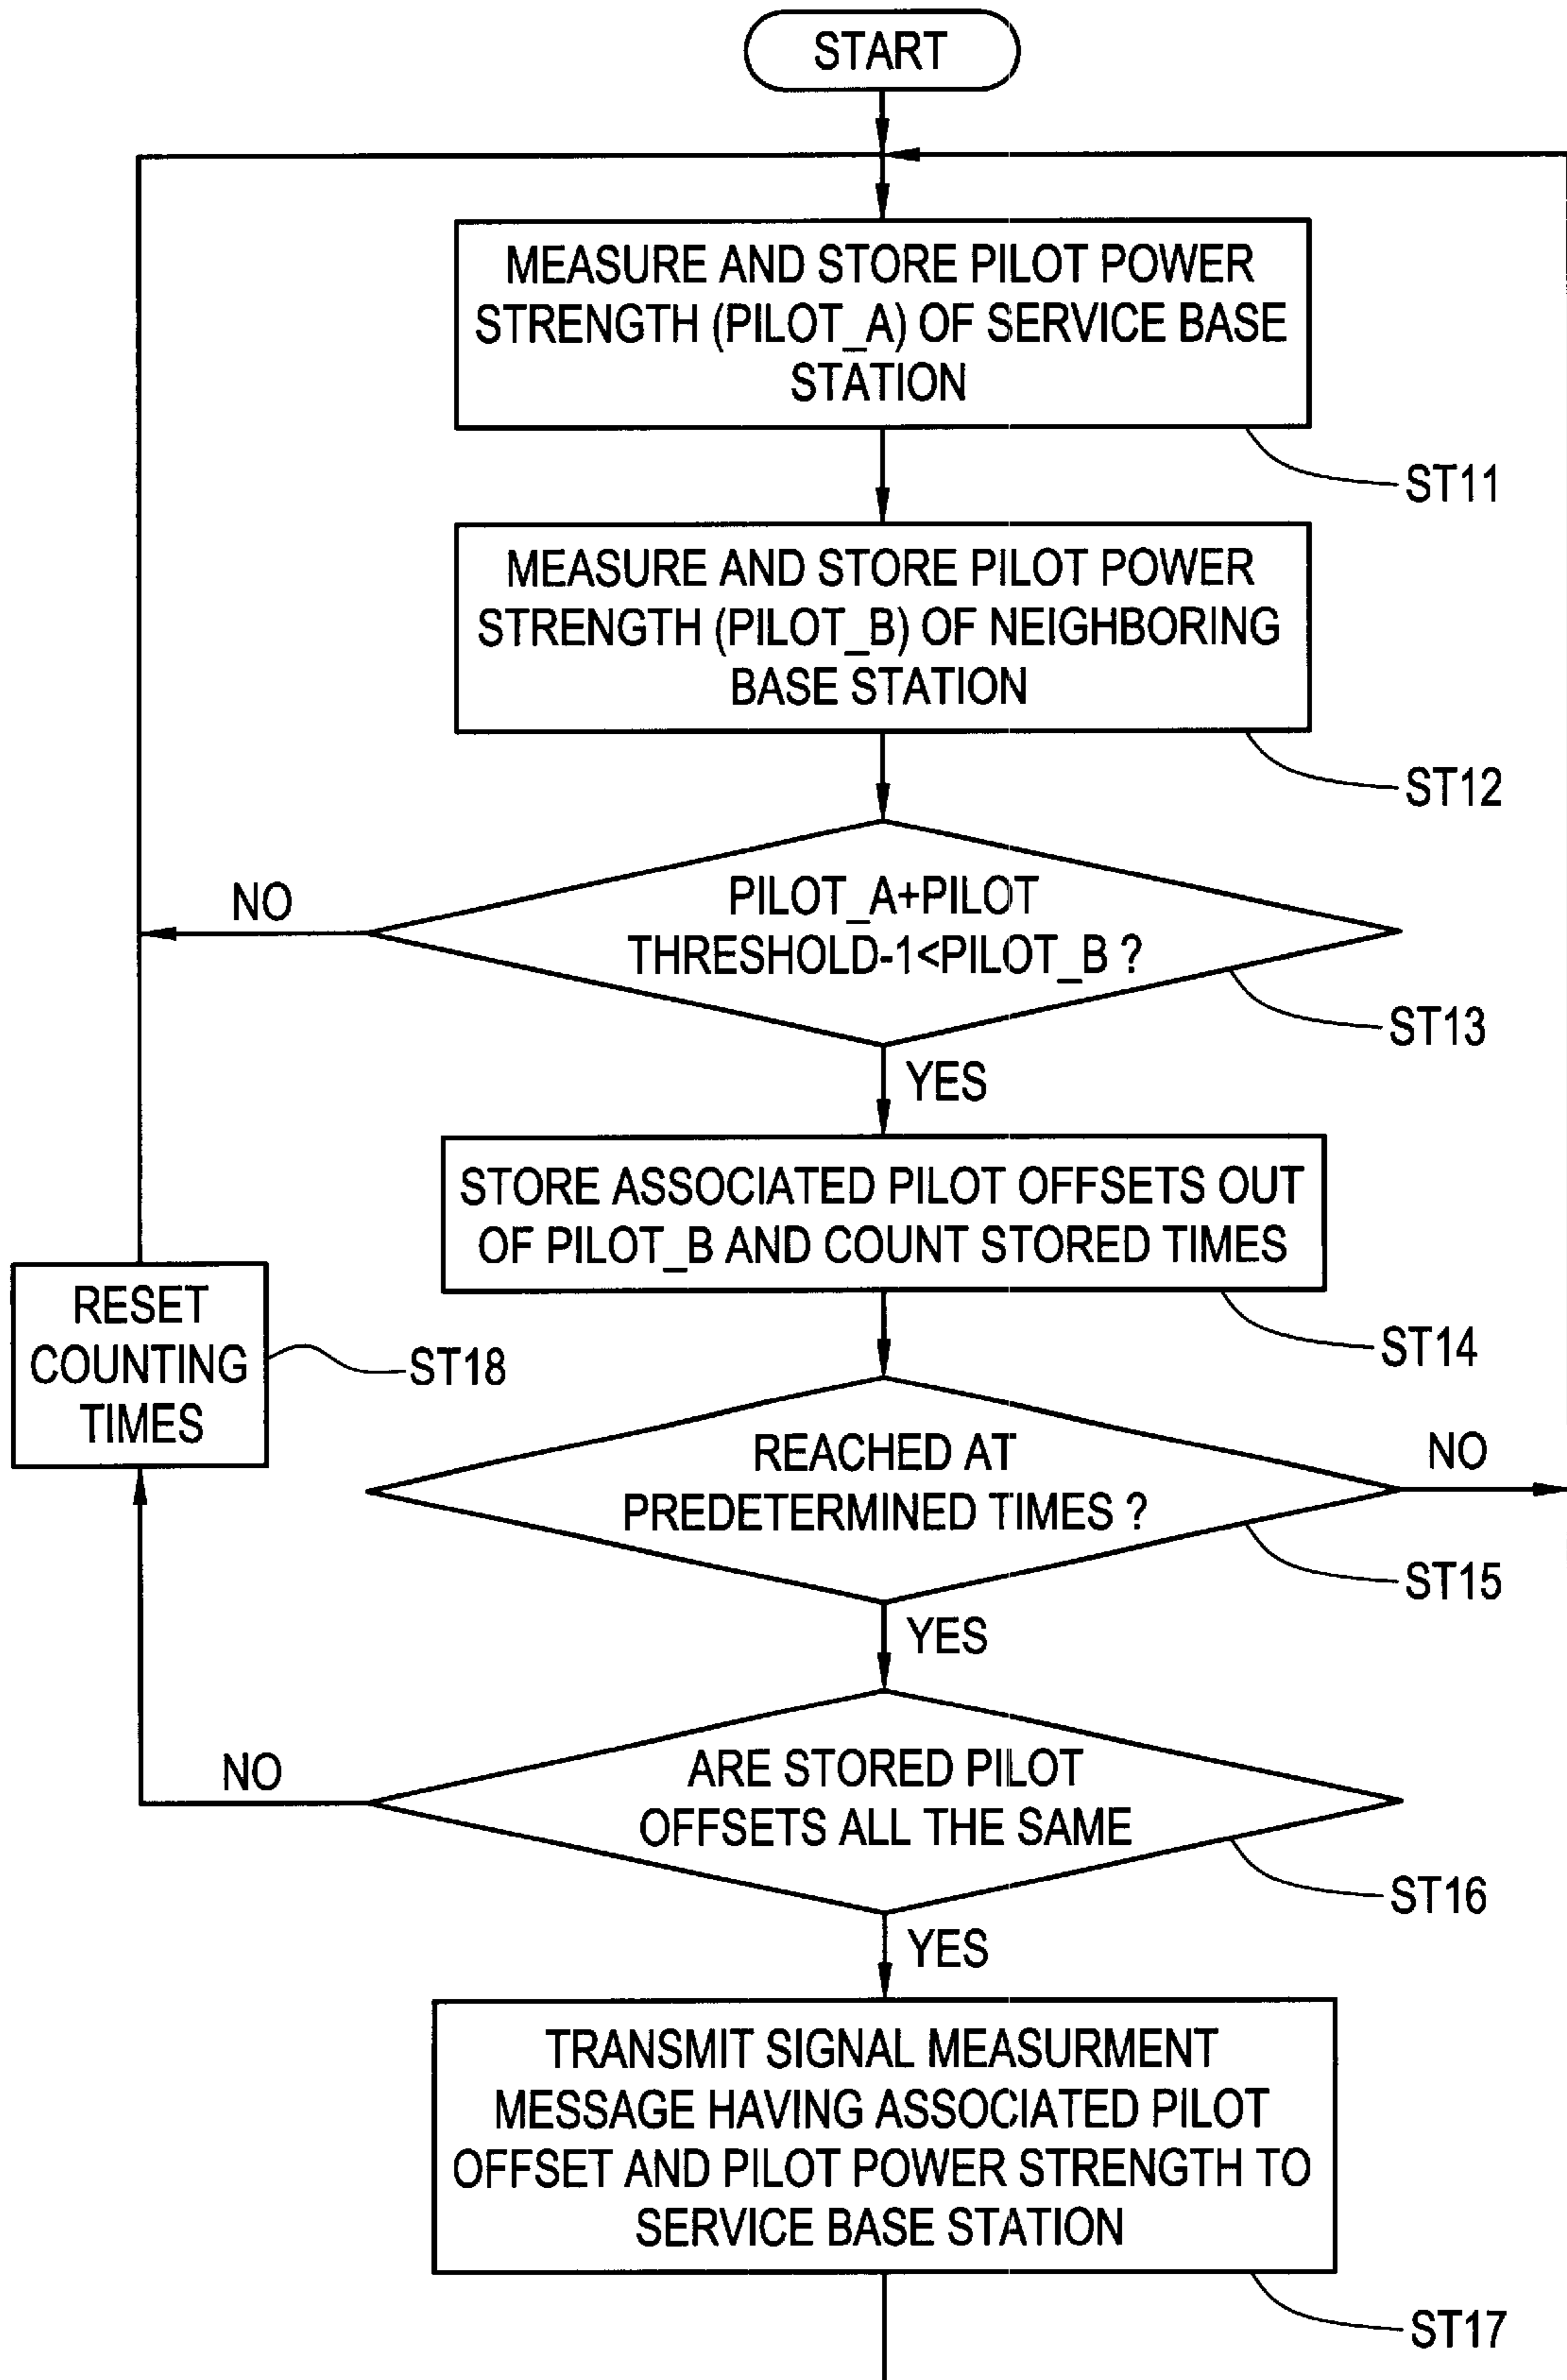 START
MEASURE AND STORE PILOT POWER
STRENGTH (PILOT_A) OF SERVICE BASE
STATION
ST11
MEASURE AND STORE PILOT POWER
STRENGTH (PILOT_B) OF NEIGHBORING
BASE STATION
ST12
NO
PILOT_A+PILOT
THRESHOLD-1<PILOT_B ?
ST13
YES
STORE ASSOCIATED PILOT OFFSETS OUT
OF PILOT_B AND COUNT STORED TIMES
ST14
RESET
COUNTING
TIMES
ST18
REACHED AT
PREDETERMINED TIMES ?
NO
ST15
YES
NO
ARE STORED PILOT
OFFSETS ALL THE SAME
ST16
YES
TRANSMIT SIGNAL MEASURMENT
MESSAGE HAVING ASSOCIATED PILOT
OFFSET AND PILOT POWER STRENGTH TO
SERVICE BASE STATION
ST17